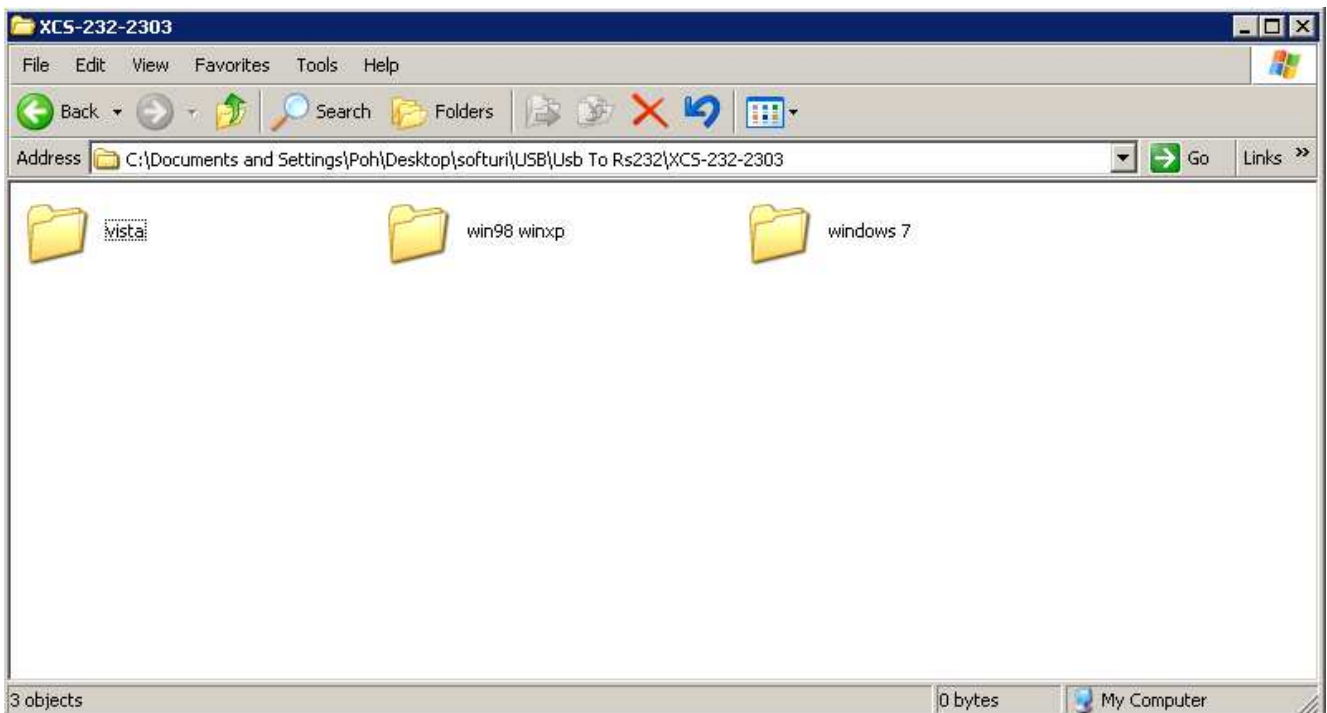 XCS-232-2303
File Edit View Favorites Tools Help
Back Search Folders
Address C:\Documents and Settings\Poh\Desktop\softuri\USB\Usb To Rs232\XCS-232-2303 Go Links »
vista win98 winxp windows 7
3 objects 0 bytes My Computer